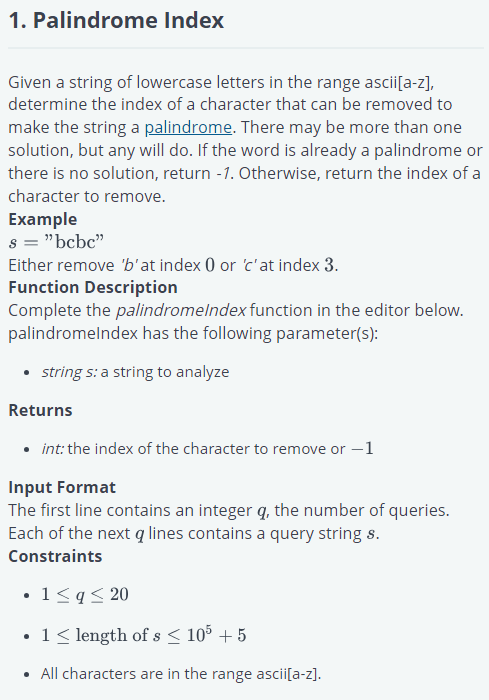 1. Palindrome Index
Given a string of lowercase letters in the range ascii[a-z],
determine the index of a character that can be removed to
make the string a palindrome. There may be more than one
solution, but any will do. If the word is already a palindrome or
there is no solution, return -1. Otherwise, return the index of a
character to remove.
Example
s = ”bcbc”
Either remove 'b' at index 0 or 'c' at index 3.
Function Description
Complete the palindromeIndex function in the editor below.
palindromeIndex has the following parameter(s):
• string s: a string to analyze
Returns
• int: the index of the character to remove or −1
Input Format
The first line contains an integer q, the number of queries.
Each of the next q lines contains a query string s.
Constraints
• 1 ≤ q ≤ 20
• 1 ≤ length of s ≤ 10⁵ + 5
• All characters are in the range ascii[a-z].